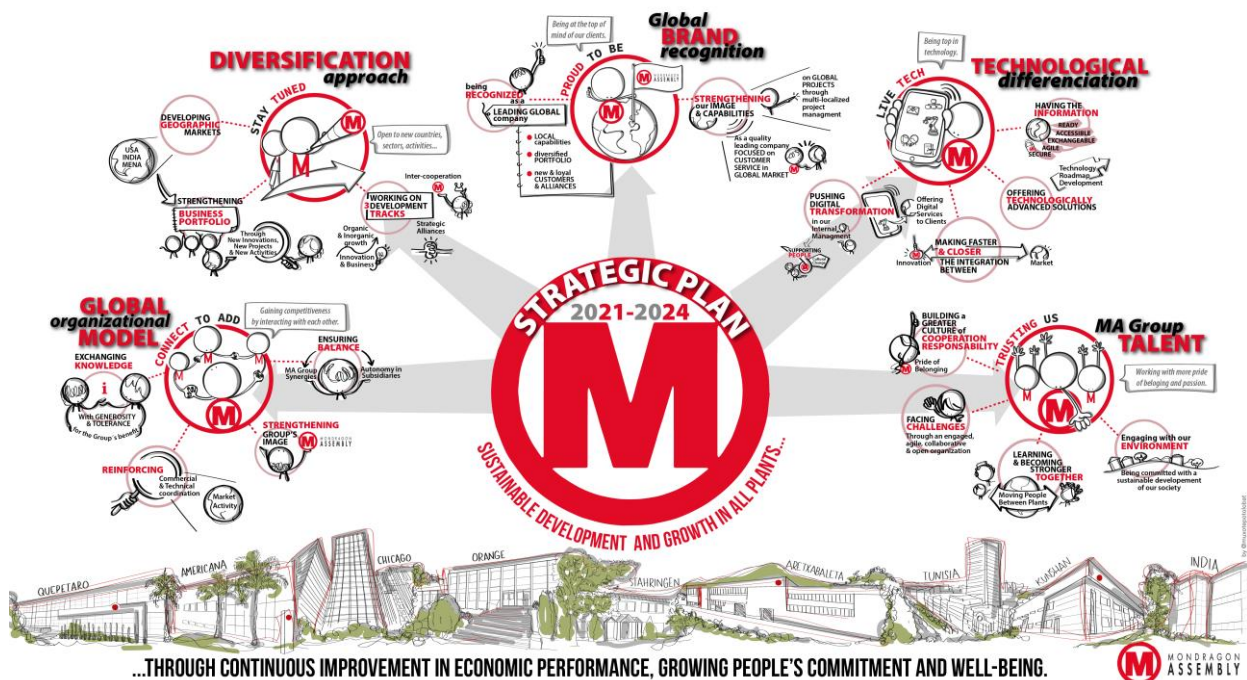 DIVERSIFICATION
approach
STAY TUNED
M
M
Open to new countries,
sectors, activities...
DEVELOPING
GEOGRAPHIC
MARKETS
USA
INDIA
MENA
STRENGTHENING
BUSINESS
PORTFOLIO
Through
New Innovations,
New Projects
& New Activities
3
WORKING ON
DEVELOPMENT
TRACKS
Inter-cooperation
M
Organic
& Inorganic
growth
Innovation
& Business
Strategic
Alliances
Global
BRAND
recognition
Being at the top of
mind of our clients.
PROUD TO BE
M
M MONDRAGON
ASSEMBLY
being
RECOGNIZED
as a
LEADING GLOBAL
company
LOCAL
capabilities
diversified
PORTFOLIO
new & loyal
CUSTOMERS
& ALLIANCES
STRENGTHENING
our IMAGE
& CAPABILITIES
on GLOBAL
PROJECTS
through
multi-localized
project
managment
As a quality
leading company
FOCUSED on
CUSTOMER
SERVICE in
GLOBAL MARKET
TECHNOLOGICAL
differenciation
Being top in
technology.
LIVE TECH
M
HAVING THE
INFORMATION
READY
ACCESSIBLE
EXCHANGEABLE
AGILE
SECURE
Technology
Roadmap
Development
OFFERING
TECHNOLOGICALLY
ADVANCED SOLUTIONS
PUSHING
DIGITAL
TRANSFORMATION
in our
Internal
Managment
Offering
Digital
Services
to Clients
SUPPORTING
PEOPLE
MAKING FASTER
& CLOSER
THE INTEGRATION
BETWEEN
M
Innovation
Market
GLOBAL
organizational
MODEL
CONNECT TO ADD
Gaining competitiveness
by interacting with each other.
M
M
M
M
EXCHANGING
KNOWLEDGE
i
With GENEROSITY
& TOLERANCE
for the Group´s benefit
ENSURING
BALANCE
MA Group
Synergies
Autonomy in
Subsidiaries
STRENGTHENING
GROUP'S
IMAGE
M MONDRAGON
ASSEMBLY
REINFORCING
Commercial
& Technical
coordination
Market
Activity
STRATEGIC PLAN
2021-2024
M
SUSTAINABLE DEVELOPMENT AND GROWTH IN ALL PLANTS...
MA Group
TALENT
TRUSTING US
M
M
M
Working with more pride
of beloging and passion.
BUILDING a
GREATER
CULTURE of
COOPERATION
RESPONSABILITY
M
Pride of
Belonging
FACING
CHALLENGES
Through an engaged,
agile, collaborative
& open organization
LEARNING
& BECOMING
STRONGER
TOGETHER
Moving People
Between Plants
Engaging with our
ENVIRONMENT
Being committed with a
sustainable developement
of our society
QUEPETARO
AMERICANA
CHICAGO
ORANGE
STAHRINGEN
ARETXABALETA
TUNISIA
KUNSHAN
INDIA
...THROUGH CONTINUOUS IMPROVEMENT IN ECONOMIC PERFORMANCE, GROWING PEOPLE'S COMMITMENT AND WELL-BEING.
M MONDRAGON
ASSEMBLY